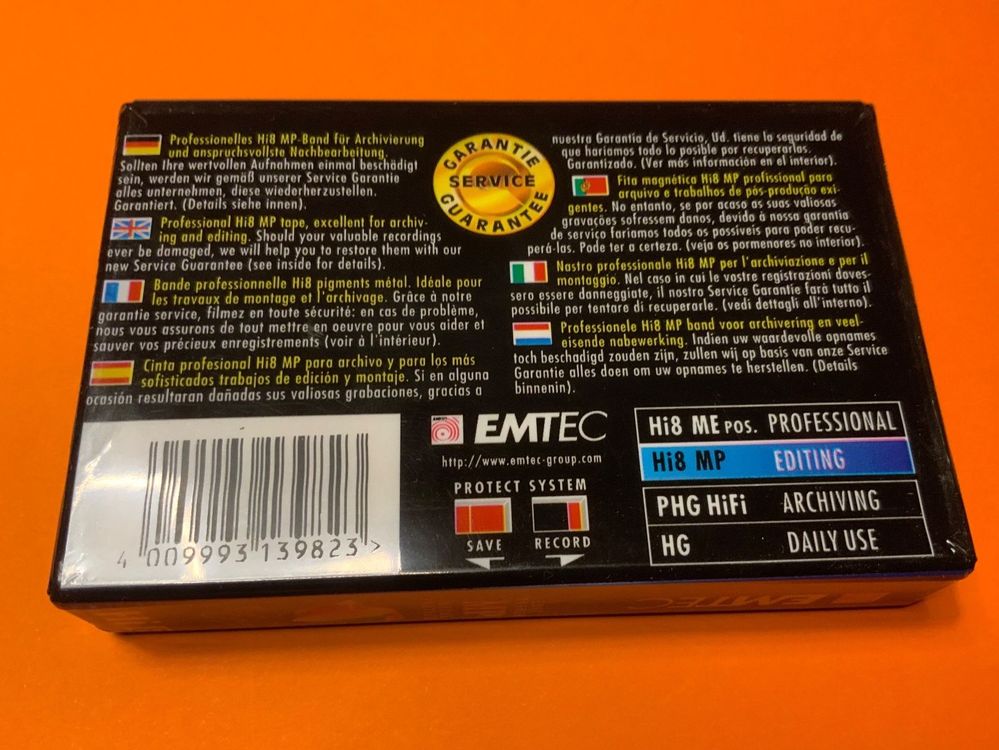 Professionelles Hi8 MP-Band für Archivierung
und anspruchsvollste Nachbearbeitung.
Sollten Ihre wertvollen Aufnahmen einmal beschädigt
sein, werden wir gemäß unserer Service Garantie
alles unternehmen, diese wiederherzustellen.
Garantiert. (Details siehe innen).
Professional Hi8 MP tape, excellent for archiv-
ing and editing. Should your valuable recordings
ever be damaged, we will help you to restore them with our
new Service Guarantee (see inside for details).
Bande professionnelle Hi8 pigments métal. Idéale pour
les travaux de montage et l'archivage. Grâce à notre
garantie service, filmez en toute sécurité: en cas de problème,
nous vous assurons de tout mettre en oeuvre pour vous aider et
sauver vos précieux enregistrements (voir à l'intérieur).
Cinta profesional Hi8 MP para archivo y para los más
sofisticados trabajos de edición y montaje. Si en alguna
ocasión resultaran dañadas sus valiosas grabaciones, gracias a
GARANTIE
SERVICE
GUARANTEE
nuestra Garantia de Servicio, Ud. tiene la seguridad de
que haríamos todo lo posible por recuperarlas.
Garantizado. (Ver más información en el interior).
Fita magnética Hi8 MP profissional para
arquivo e trabalhos de pós-produção exi-
gentes. No entanto, se por acaso as suas valiosas
gravações sofressem danos, devido à nossa garantia
de serviço fariamos todos os possíveis para poder recu-
perá-las. Pode ter a certeza. (veja os pormenores no interior).
Nastro professionale Hi8 MP per l'archiviazione e per il
montaggio. Nel caso in cui le vostre registrazioni doves-
sero essere danneggiate, il nostro Service Garantie farà tutto il
possibile per tentare di recuperarle. (vedi dettagli all'interno).
Professionele Hi8 MP band voor archivering en veel-
eisende nabewerking. Indien uw waardevolle opnames
toch beschadigd zouden zijn, zullen wij op basis van onze Service
Garantie alles doen om uw opnames te herstellen. (Details
binnenin).
4 009993 139823 >
EMTEC
http://www.emtec-group.com
PROTECT SYSTEM
SAVE RECORD
Hi8 ME POS. PROFESSIONAL
Hi8 MP EDITING
PHG HiFi ARCHIVING
HG DAILY USE
EMTEC